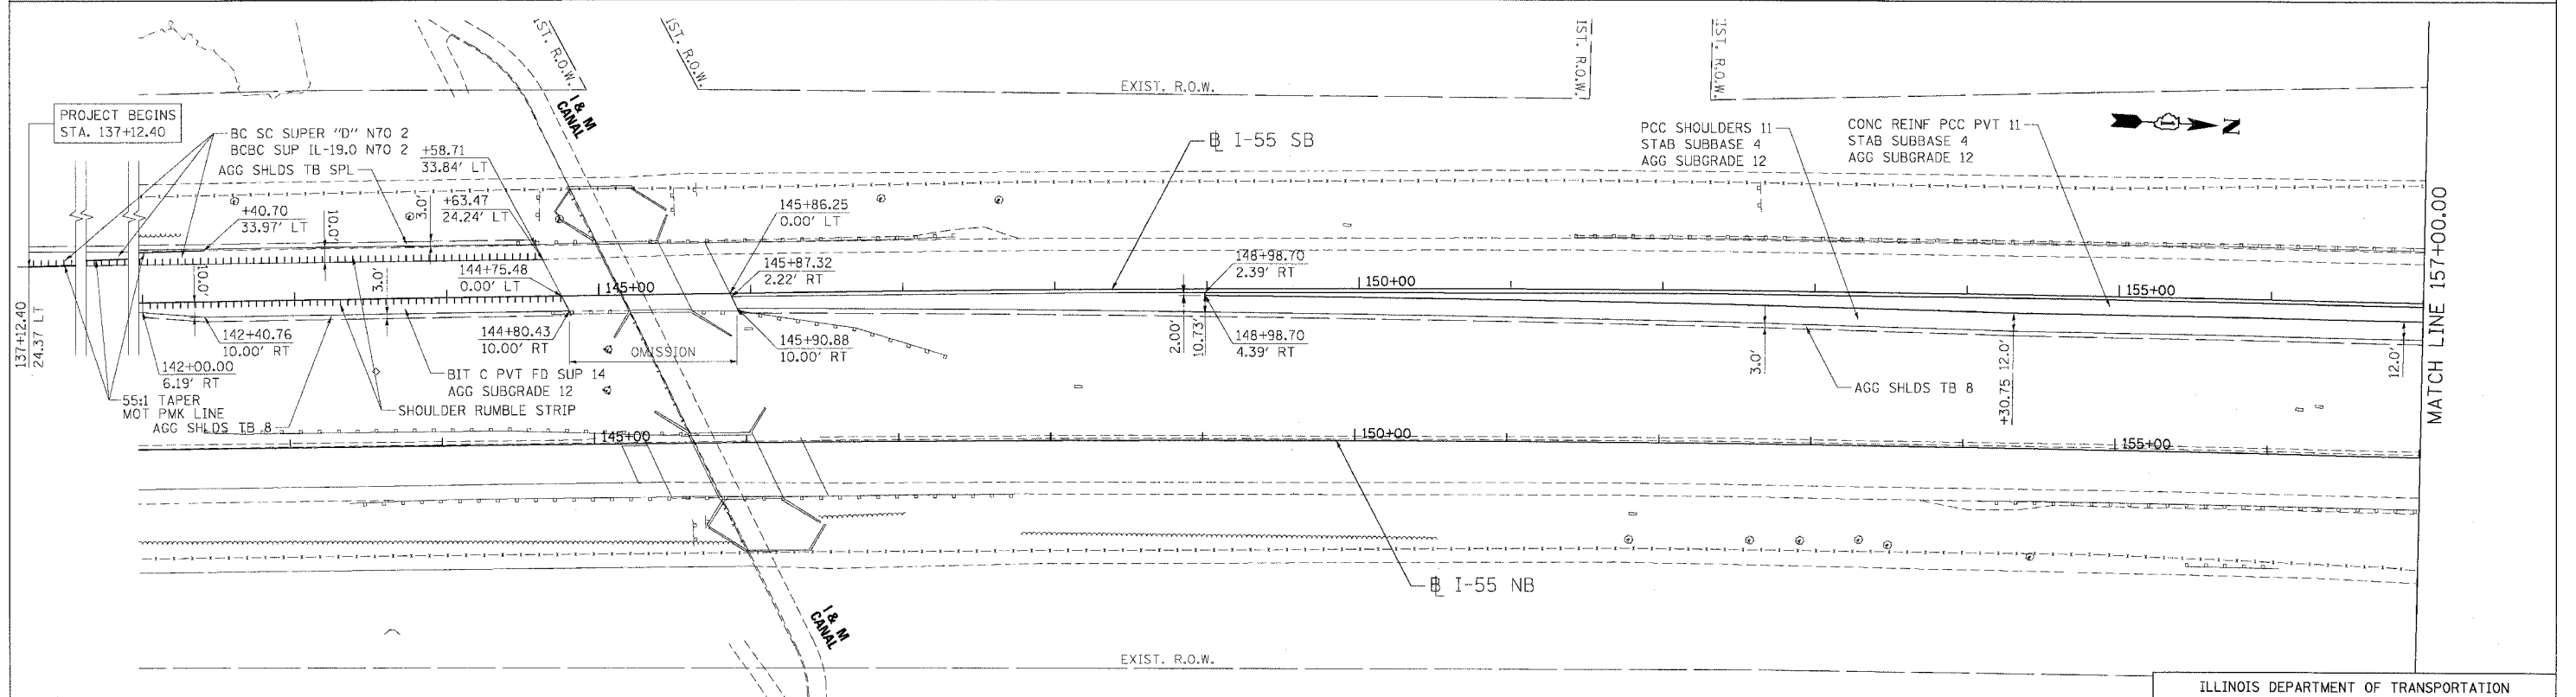 IST. R.O.W.
IST. R.O.W.
EXIST. R.O.W.
IST. R.O.W.
IST. R.O.W.
I & M
CANAL
PROJECT BEGINS
STA. 137+12.40
BC SC SUPER "D" N70 2
BCBC SUP IL-19.0 N70 2
AGG SHLDS TB SPL
+58.71
33.84' LT
+40.70
33.97' LT
10.0'
3.0'
+63.47
24.24' LT
BL I-55 SB
145+86.25
0.00' LT
145+87.32
2.22' RT
148+98.70
2.39' RT
PCC SHOULDERS 11
STAB SUBBASE 4
AGG SUBGRADE 12
CONC REINF PCC PVT 11
STAB SUBBASE 4
AGG SUBGRADE 12
N
MATCH LINE 157+00.00
137+12.40
24.37 LT
10.0'
3.0'
144+75.48
0.00' LT
145+00
150+00
155+00
142+40.76
10.00' RT
142+00.00
6.19' RT
144+80.43
10.00' RT
OMISSION
145+90.88
10.00' RT
2.00'
10.73'
148+98.70
4.39' RT
3.0'
+30.75 12.0'
12.0'
AGG SHLDS TB 8
BIT C PVT FD SUP 14
AGG SUBGRADE 12
SHOULDER RUMBLE STRIP
55:1 TAPER
MOT PMK LINE
AGG SHLDS TB 8
145+00
150+00
155+00
BL I-55 NB
I & M
CANAL
EXIST. R.O.W.
ILLINOIS DEPARTMENT OF TRANSPORTATION